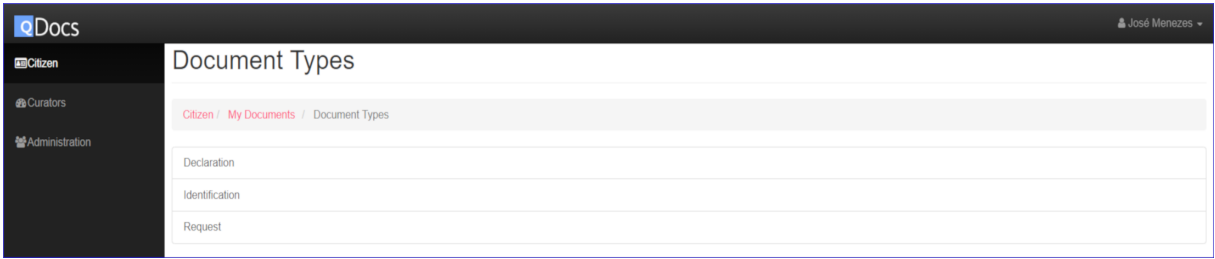 QDocs
José Menezes
Citizen
Curators
Administration
Document Types
Citizen / My Documents / Document Types
Declaration
Identification
Request